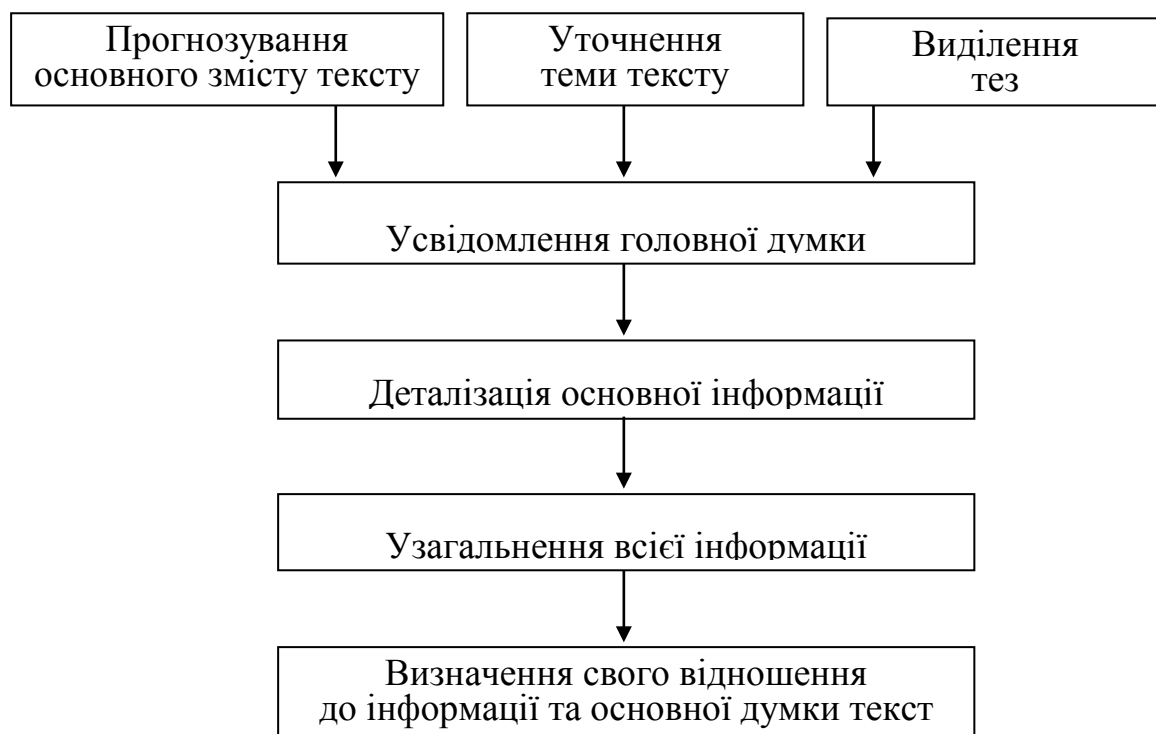 Прогнозування
основного змісту тексту
Уточнення
теми тексту
Виділення
тез
Усвідомлення головної думки
Деталізація основної інформації
Узагальнення всієї інформації
Визначення свого відношення
до інформації та основної думки текст